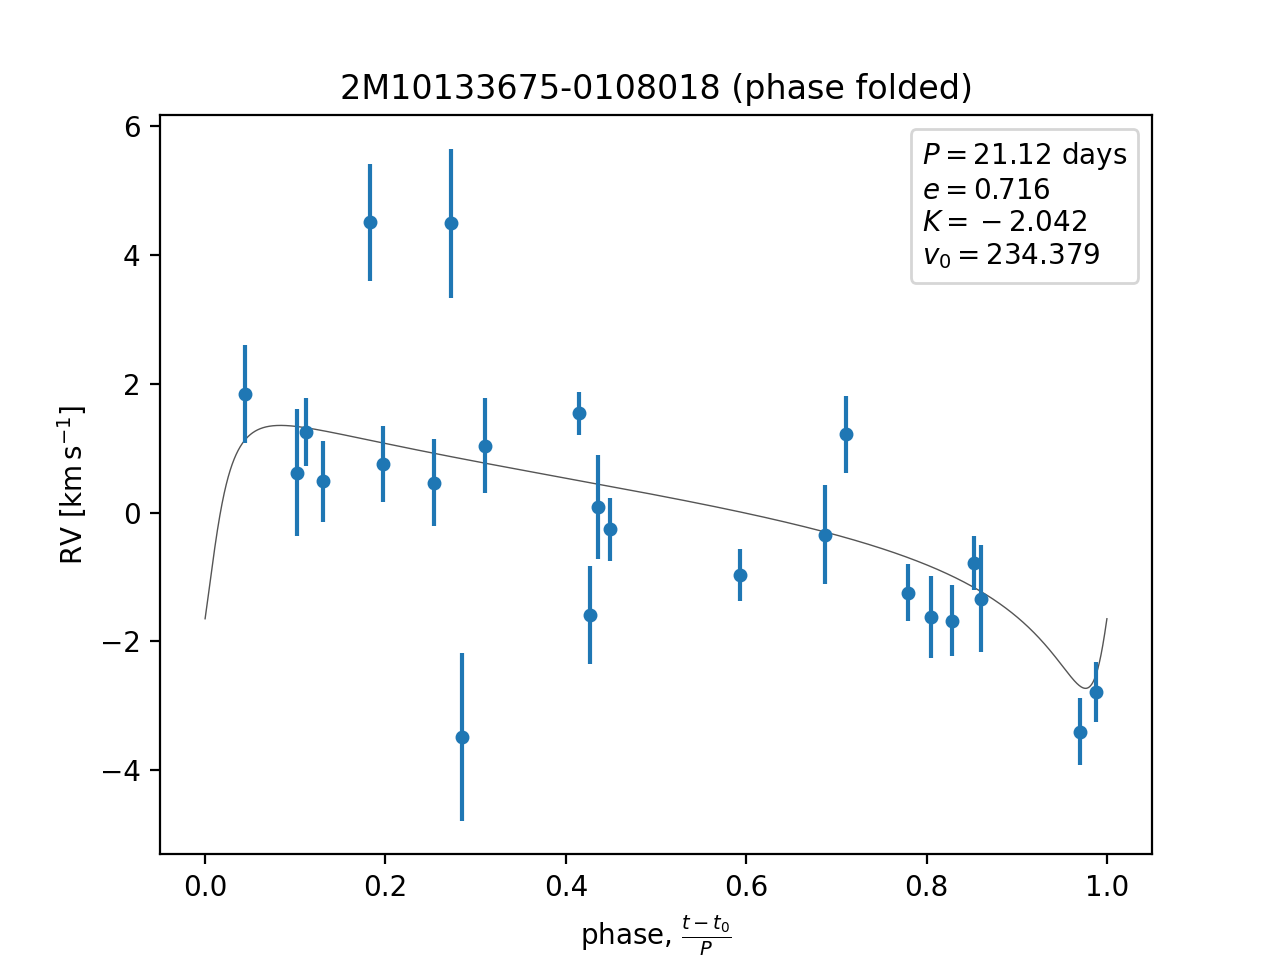 2M10133675-0108018 (phase folded)
P = 21.12 days
e = 0.716
K = −2.042
v₀ = 234.379
6
4
2
0
−2
−4
RV [km s⁻¹]
0.0 0.2 0.4 0.6 0.8 1.0
phase, (t − t₀)/P